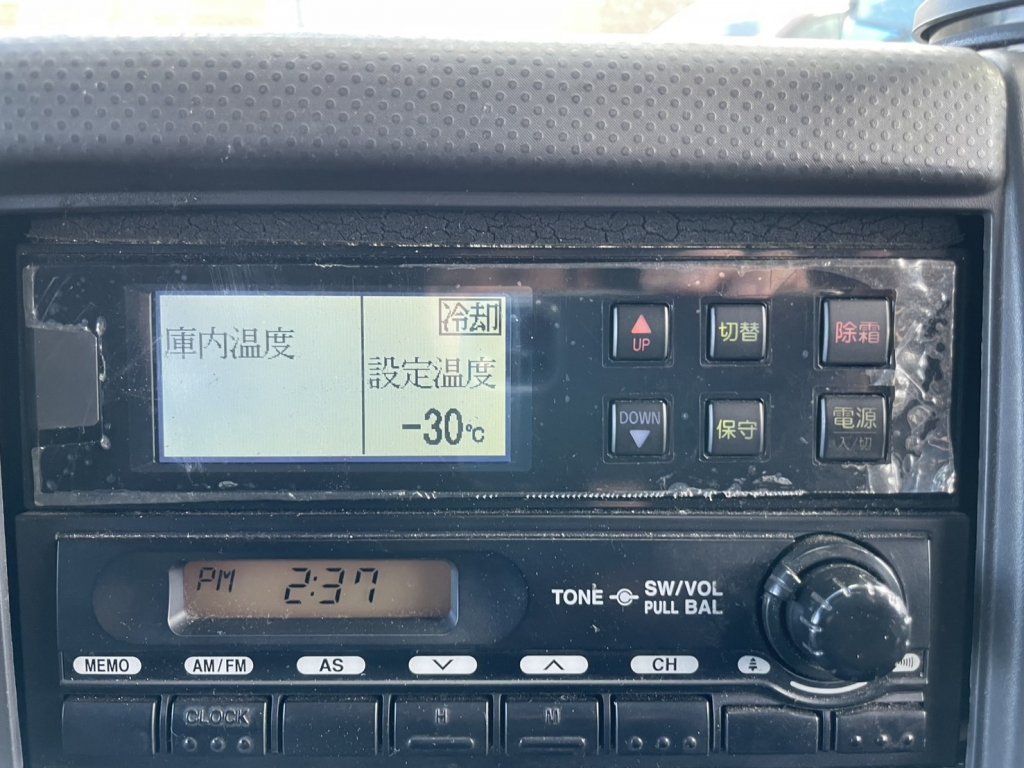 冷却
庫内温度
設定温度
-30℃
UP
切替
除霜
DOWN
保守
電源
入/切
PM 2:37
TONE
SW/VOL
PULL BAL
MEMO
AM/FM
AS
CH
CLOCK
H
M